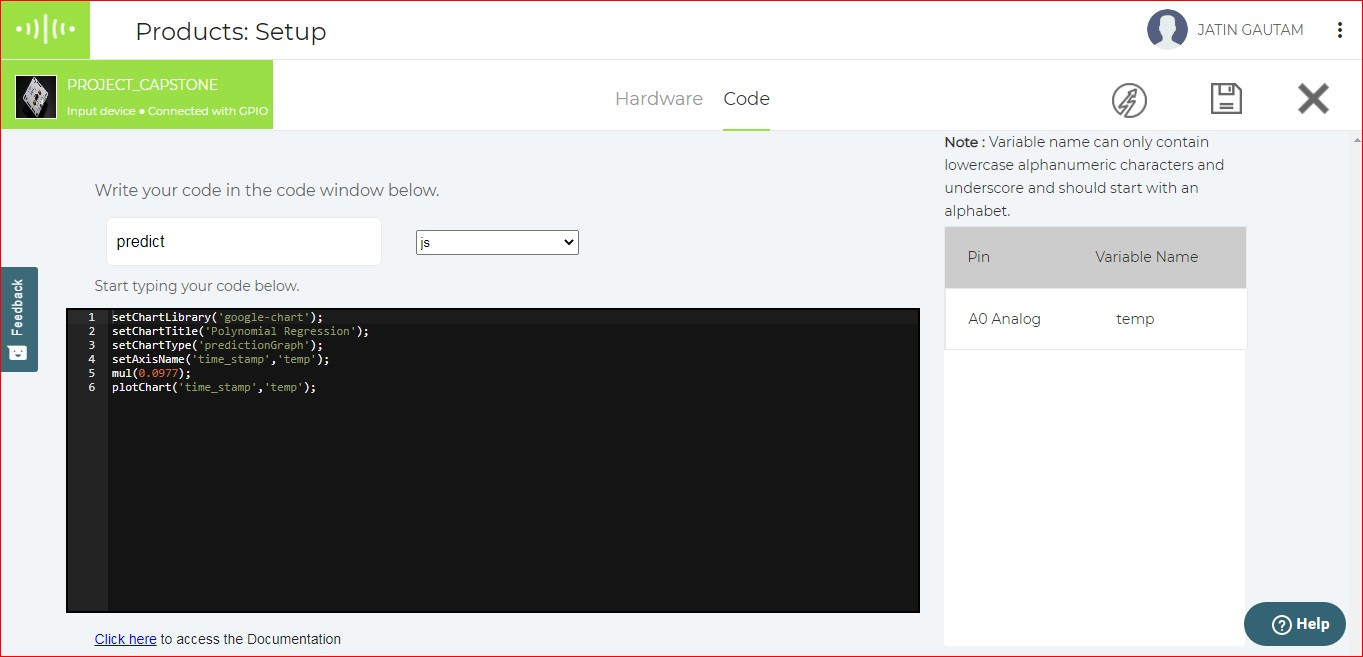 Products: Setup
JATIN GAUTAM
PROJECT_CAPSTONE
Input device • Connected with GPIO
Hardware Code
Note : Variable name can only contain
lowercase alphanumeric characters and
underscore and should start with an
alphabet.
Write your code in the code window below.
predict
js
Start typing your code below.
Pin Variable Name
A0 Analog temp
Feedback
1 setChartLibrary('google-chart');
2 setChartTitle('Polynomial Regression');
3 setChartType('predictionGraph');
4 setAxisName('time_stamp','temp');
5 mul(0.0977);
6 plotChart('time_stamp','temp');
Click here to access the Documentation
? Help